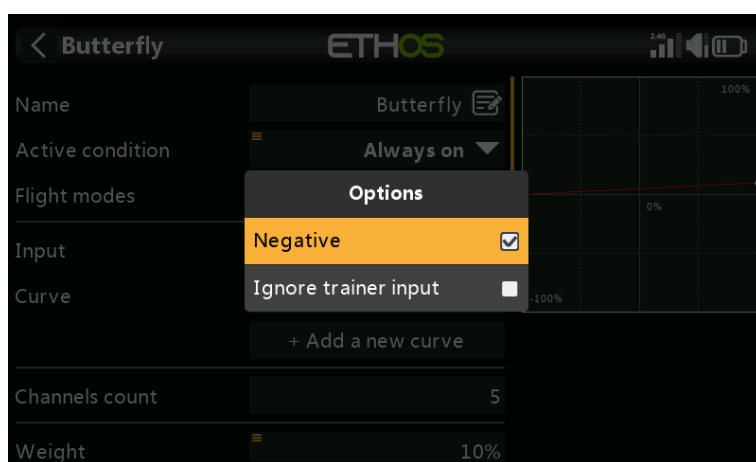 Butterfly ETHOS 2.4G
Name Butterfly
100%
Active condition Always on
Flight modes Options
0%
Input Negative
Curve Ignore trainer input -100%
+ Add a new curve
Channels count 5
Weight 10%